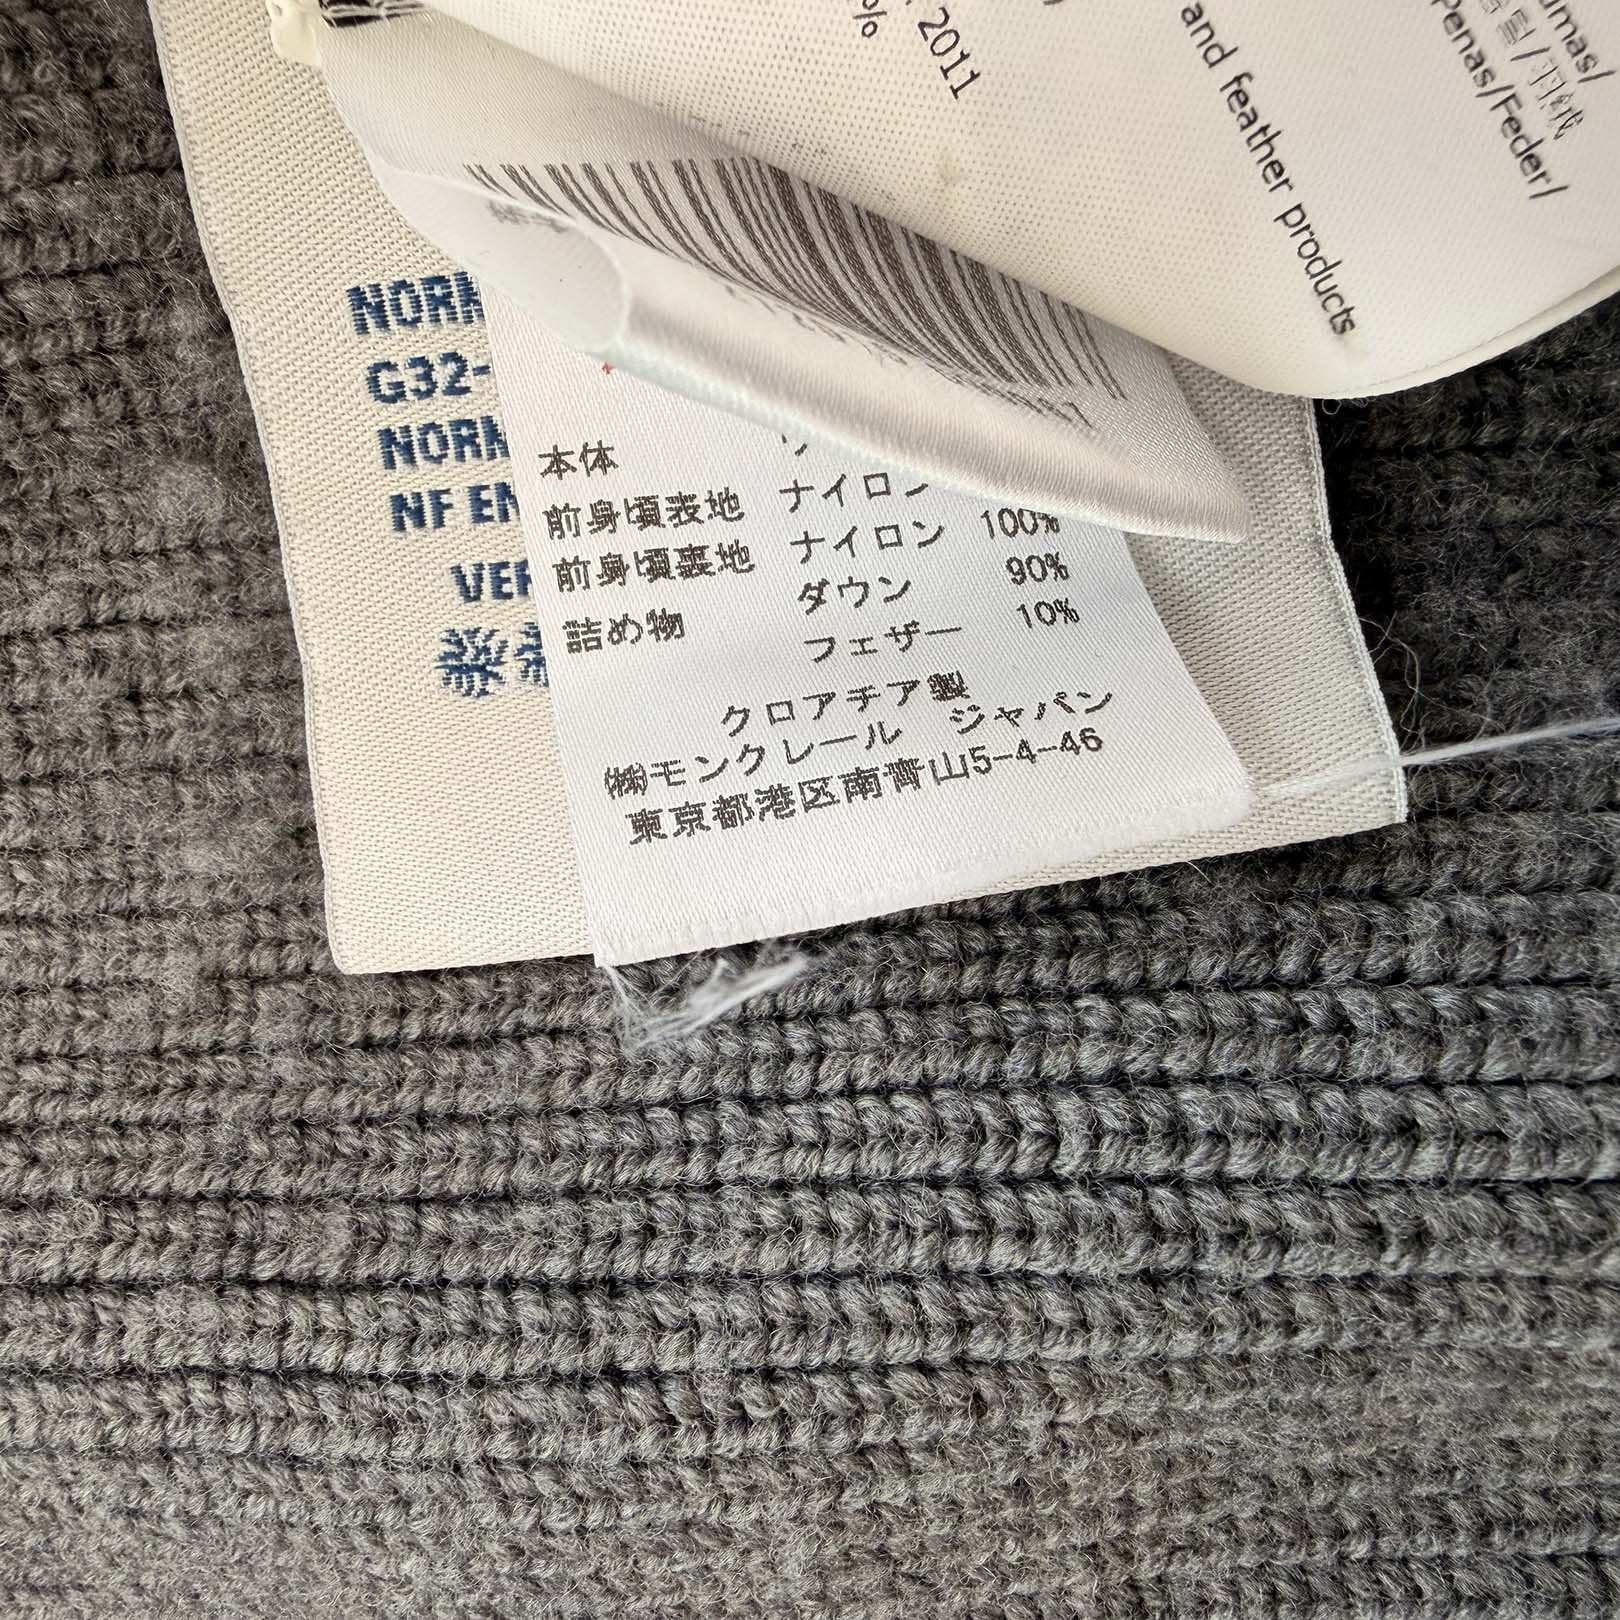 2011
%
and feather products
Penas/Feder/
G32-
NF EN
本体
前身頃表地 ナイロン
前身頃裏地 ナイロン 100%
詰め物 ダウン 90%
フェザー 10%
クロアチア製
㈱モンクレール ジャパン
東京都港区南青山5-4-46